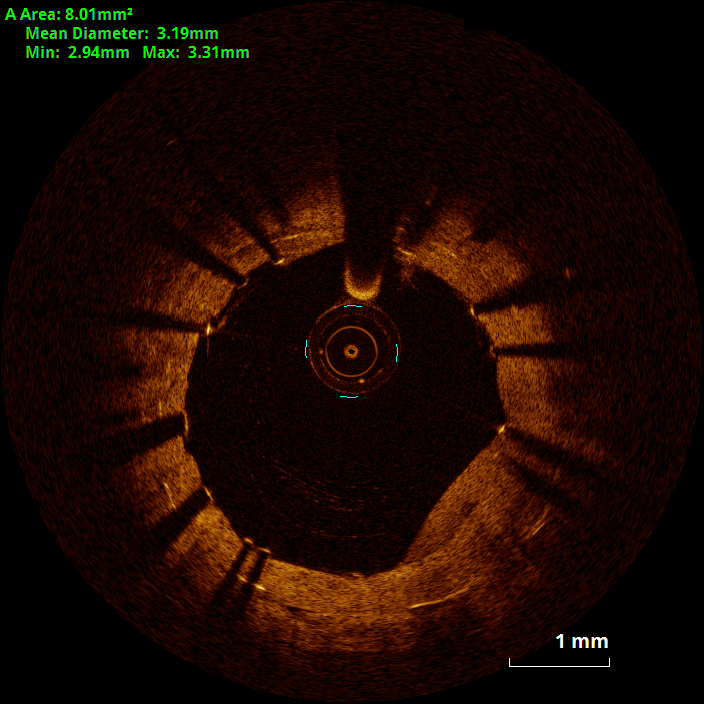 A Area: 8.01mm²
Mean Diameter: 3.19mm
Min: 2.94mm Max: 3.31mm
1 mm